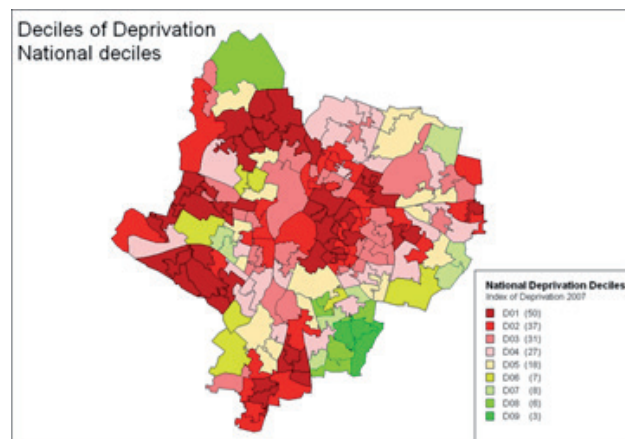 Deciles of Deprivation
National deciles
National Deprivation Deciles
Index of Deprivation 2007
D01 (50)
D02 (37)
D03 (31)
D04 (27)
D05 (18)
D06 (7)
D07 (8)
D08 (6)
D09 (3)